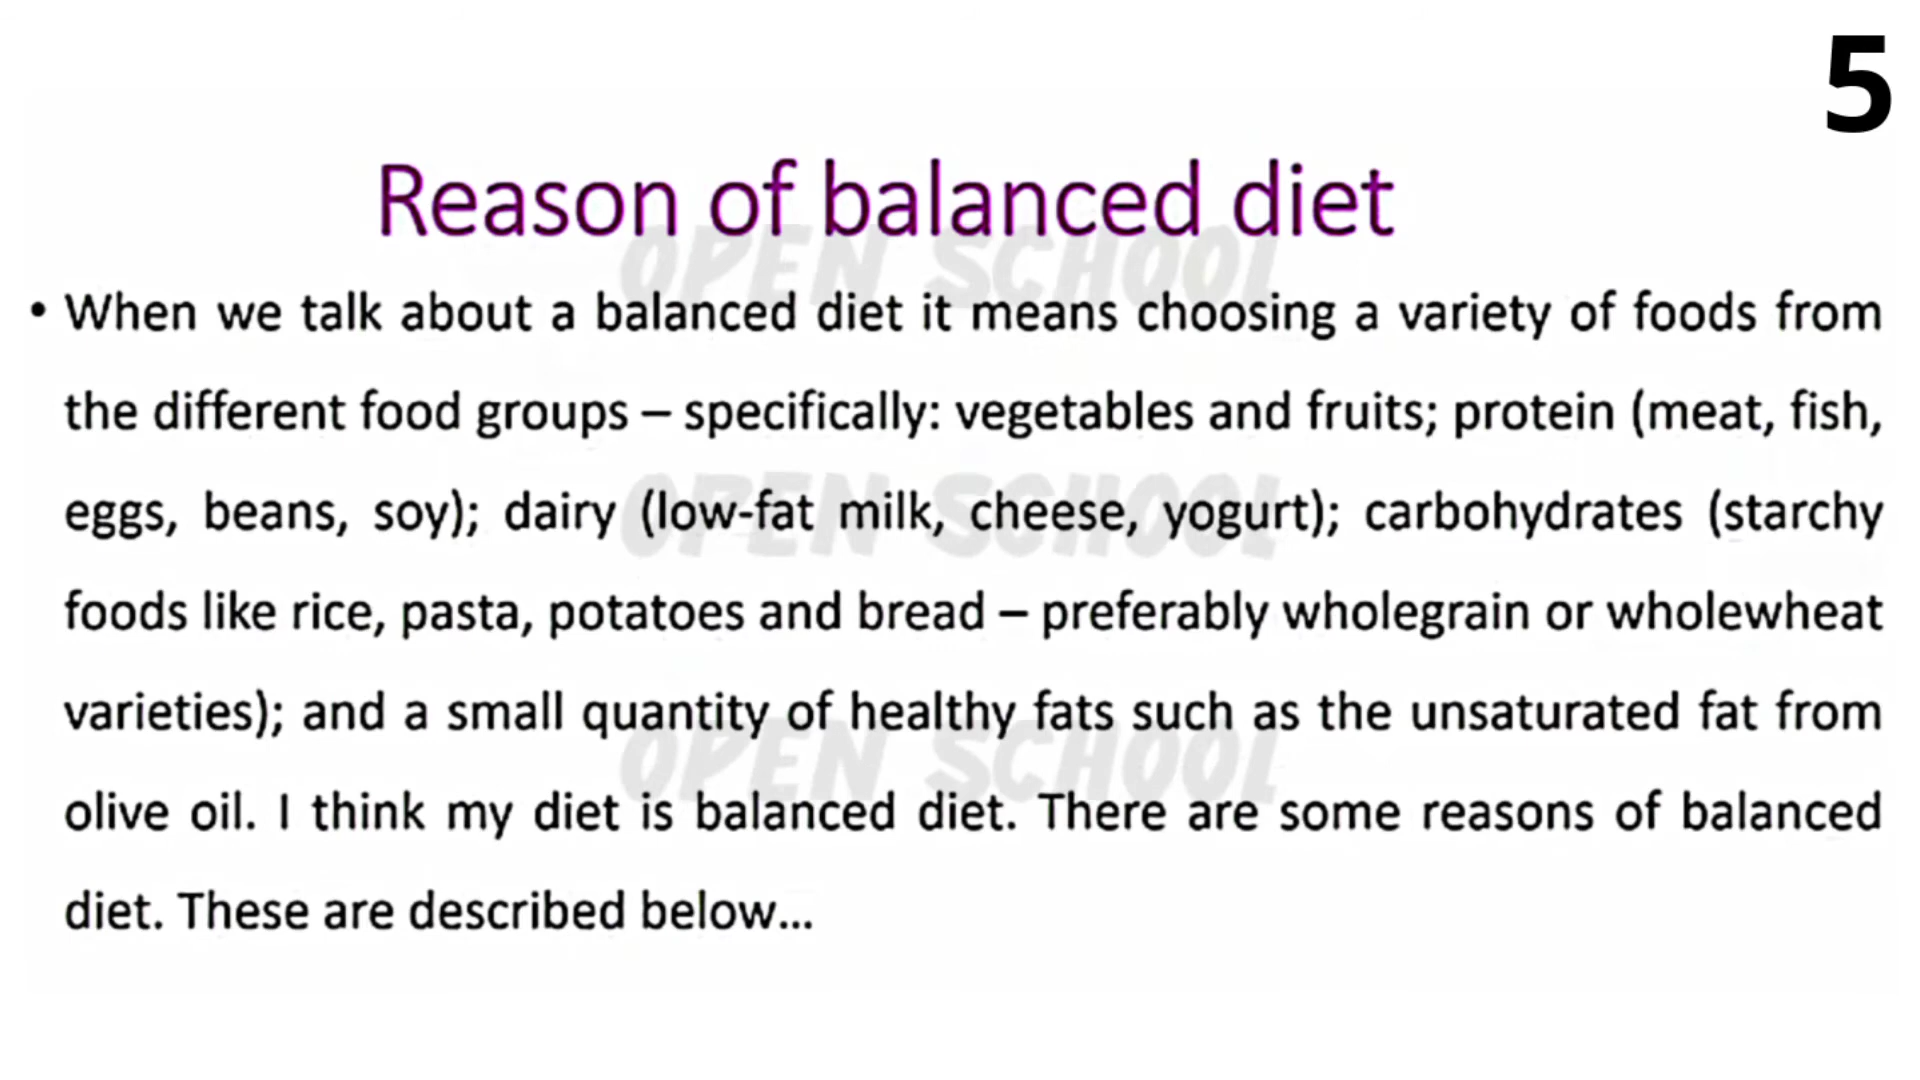 5
Reason of balanced diet
OPEN SCHOOL
• When we talk about a balanced diet it means choosing a variety of foods from
the different food groups – specifically: vegetables and fruits; protein (meat, fish,
eggs, beans, soy); dairy (low-fat milk, cheese, yogurt); carbohydrates (starchy
OPEN SCHOOL
foods like rice, pasta, potatoes and bread – preferably wholegrain or wholewheat
varieties); and a small quantity of healthy fats such as the unsaturated fat from
OPEN SCHOOL
olive oil. I think my diet is balanced diet. There are some reasons of balanced
diet. These are described below...